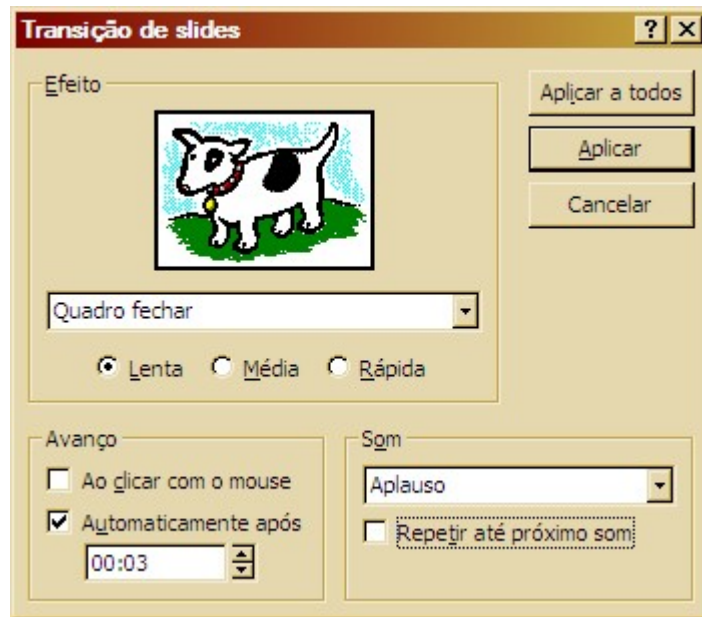 Transição de slides
Efeito
Aplicar a todos
Aplicar
Cancelar
Quadro fechar
Lenta Média Rápida
Avanço
Ao clicar com o mouse
Automaticamente após
00:03
Som
Aplauso
Repetir até próximo som